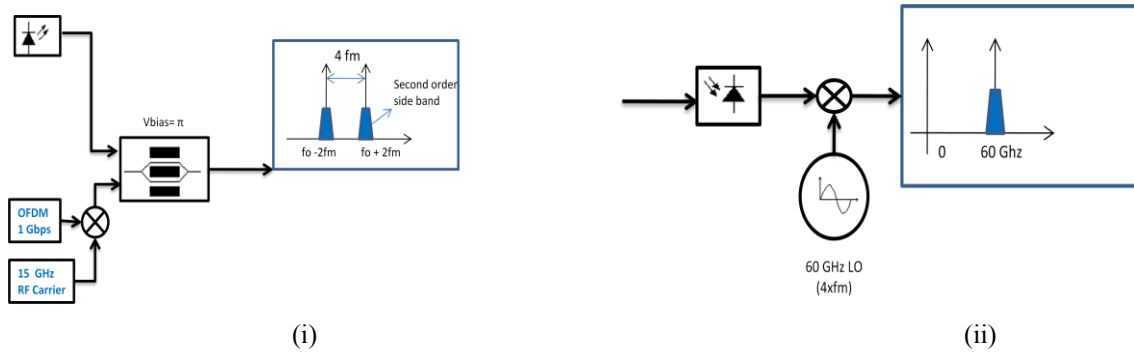 4 fm
Second order
side band
Vbias= π
fo -2fm
fo + 2fm
OFDM
1 Gbps
15 GHz
RF Carrier
(i)
0
60 Ghz
60 GHz LO
(4xfm)
(ii)